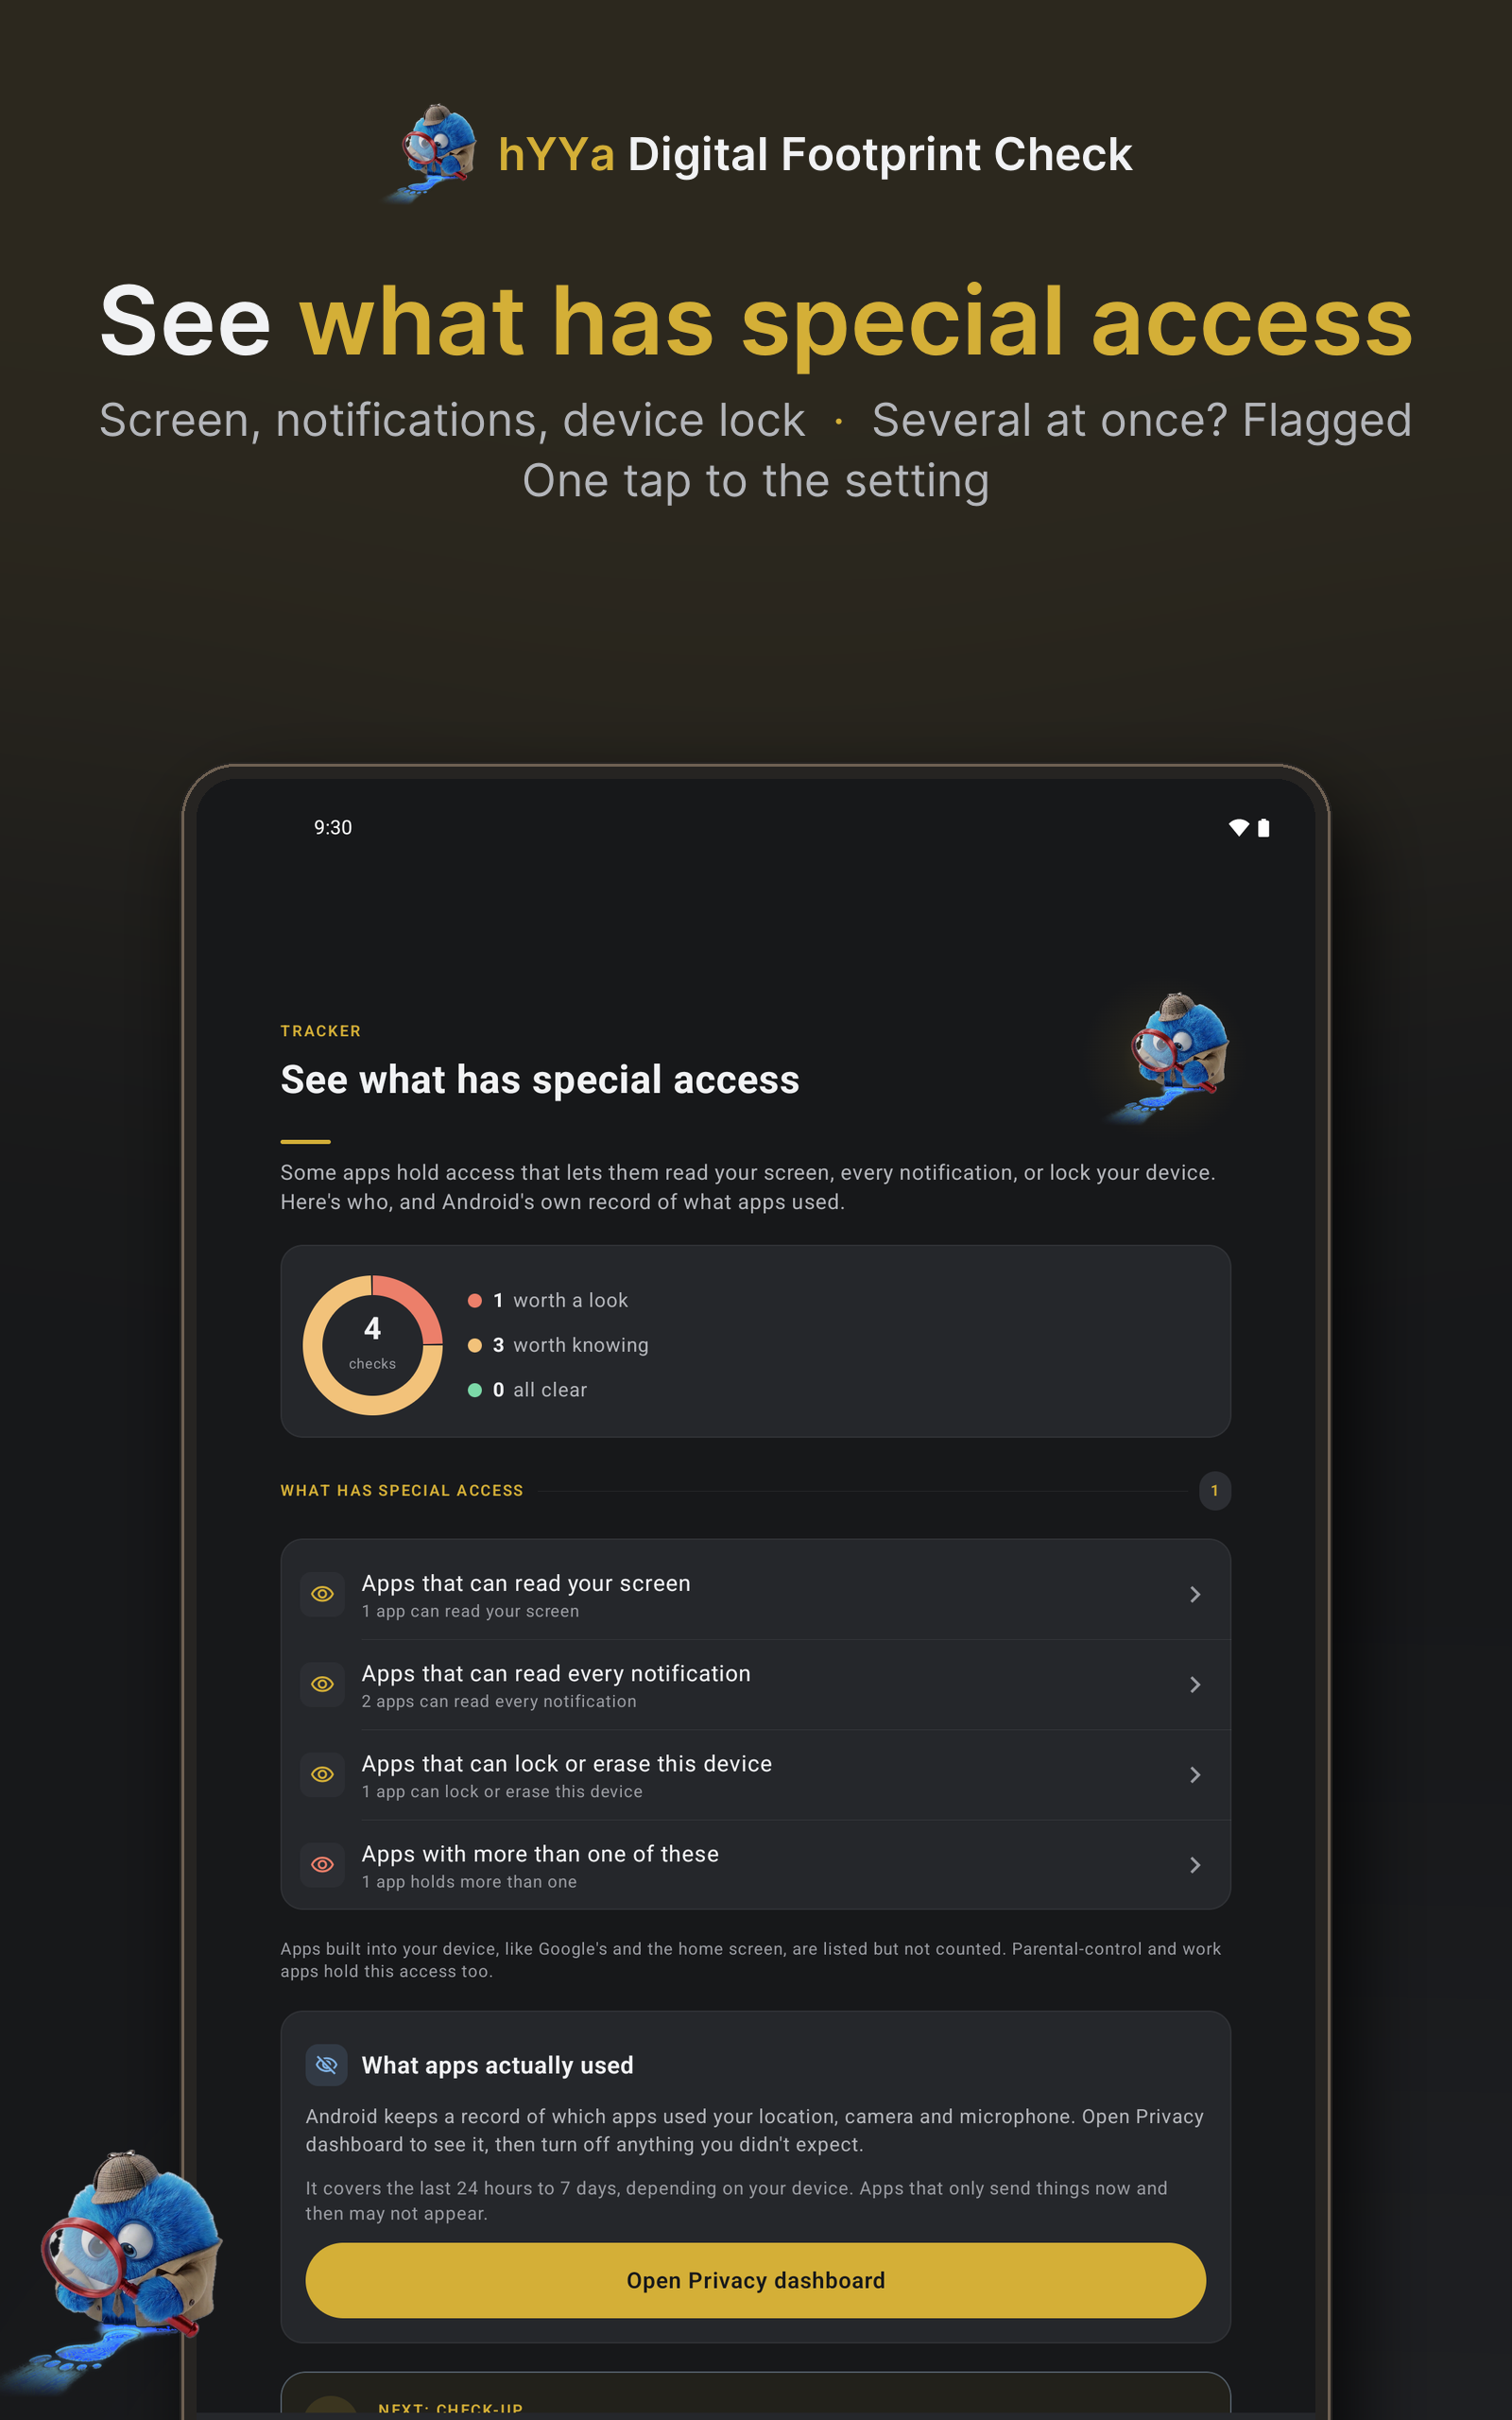 hYYa Digital Footprint Check
See what has special access
Screen, notifications, device lock · Several at once? Flagged
One tap to the setting
9:30
TRACKER
See what has special access
Some apps hold access that lets them read your screen, every notification, or lock your device.
Here's who, and Android's own record of what apps used.
4
checks
1 worth a look
3 worth knowing
0 all clear
WHAT HAS SPECIAL ACCESS 1
Apps that can read your screen
1 app can read your screen
Apps that can read every notification
2 apps can read every notification
Apps that can lock or erase this device
1 app can lock or erase this device
Apps with more than one of these
1 app holds more than one
Apps built into your device, like Google's and the home screen, are listed but not counted. Parental-control and work
apps hold this access too.
What apps actually used
Android keeps a record of which apps used your location, camera and microphone. Open Privacy
dashboard to see it, then turn off anything you didn't expect.
It covers the last 24 hours to 7 days, depending on your device. Apps that only send things now and
then may not appear.
Open Privacy dashboard
NEXT: CHECK-UP